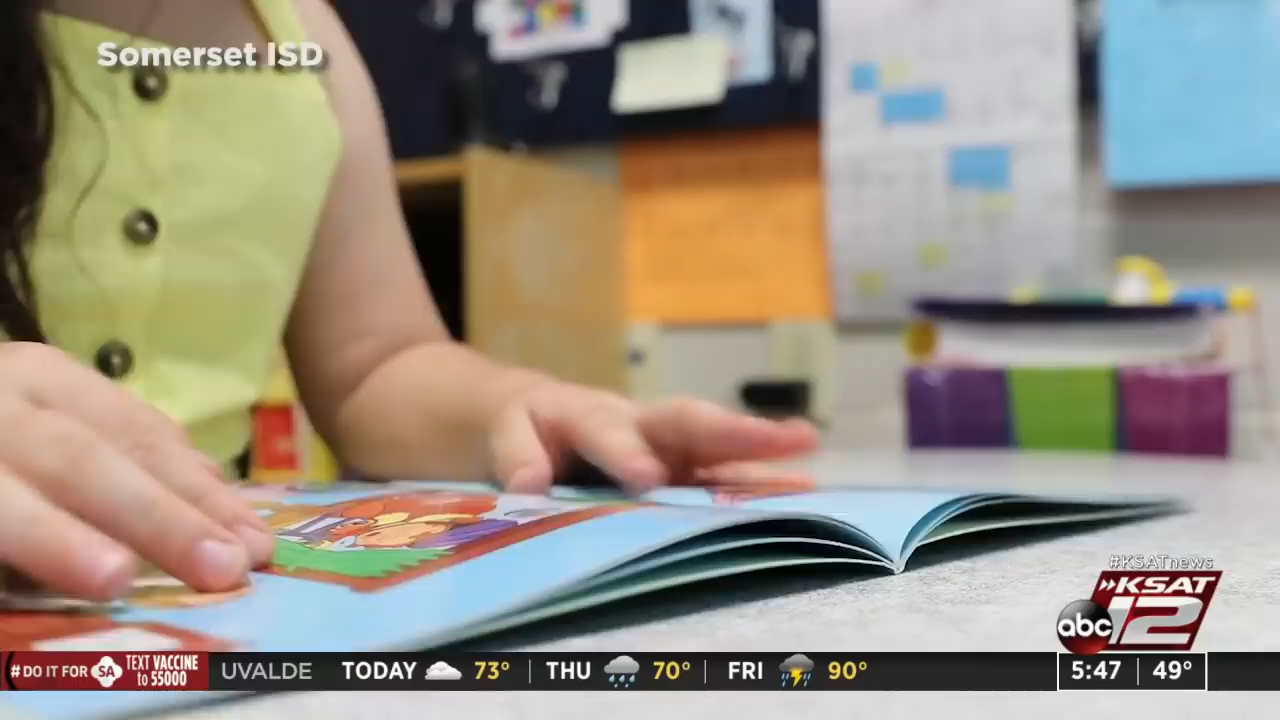 Somerset ISD
#KSATnews
KSAT
abc 12
#DO IT FOR SA TEXT VACCINE to 55000 UVALDE TODAY 73° THU 70° FRI 90° 5:47 49°